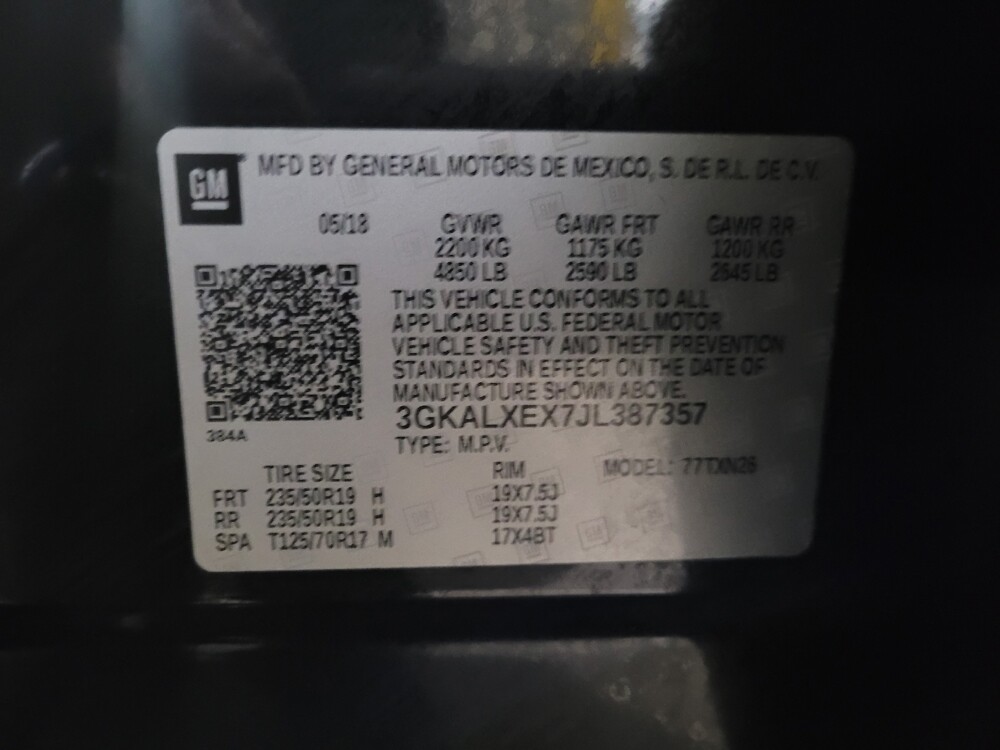 GM MFD BY GENERAL MOTORS DE MEXICO, S. DE R.L. DE C.V.
05/18 GVWR GAWR FRT GAWR RR
2200 KG 1175 KG 1200 KG
4850 LB 2590 LB 2645 LB
THIS VEHICLE CONFORMS TO ALL
APPLICABLE U.S. FEDERAL MOTOR
VEHICLE SAFETY AND THEFT PREVENTION
STANDARDS IN EFFECT ON THE DATE OF
MANUFACTURE SHOWN ABOVE.
3GKALXEX7JL387357
384A
TYPE: M.P.V.
TIRE SIZE RIM MODEL: 77TXN26
FRT 235/50R19 H 19X7.5J
RR 235/50R19 H 19X7.5J
SPA T125/70R17 M 17X4BT